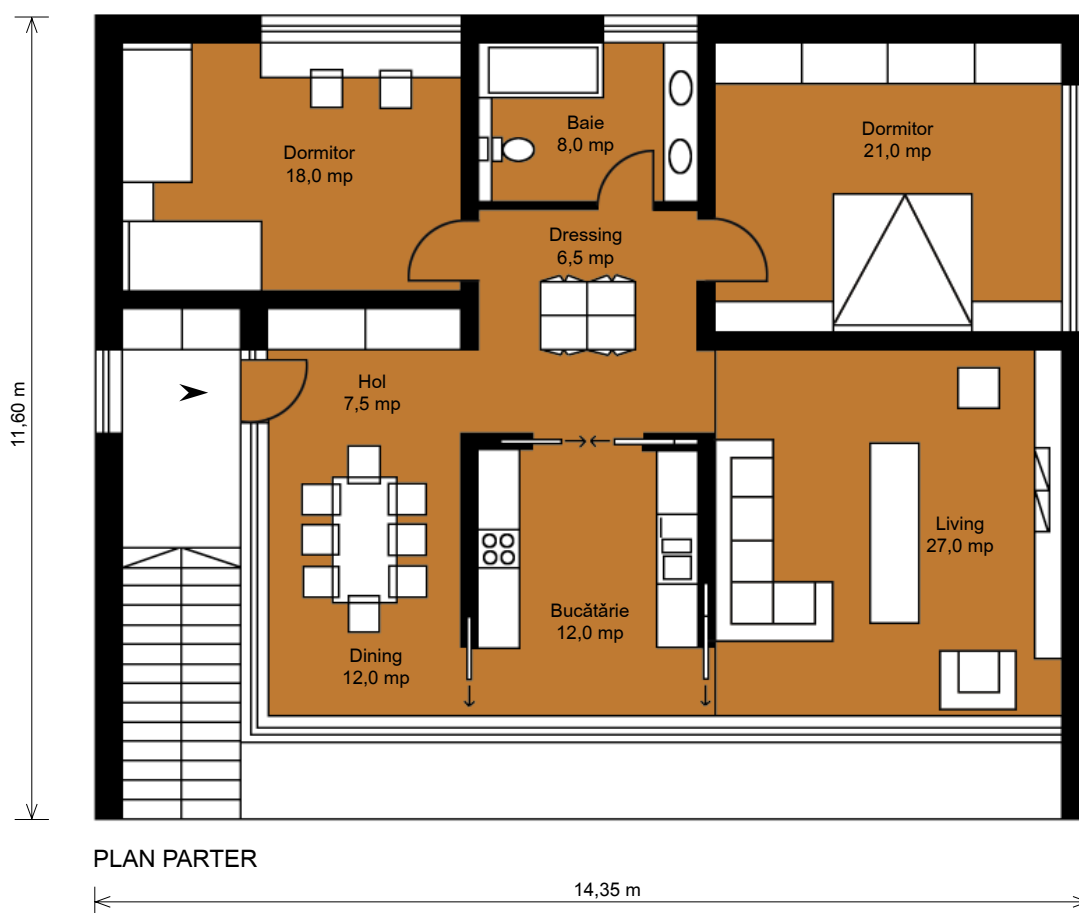 Baie
8,0 mp
Dormitor
21,0 mp
Dormitor
18,0 mp
Dressing
6,5 mp
Hol
7,5 mp
11,60 m
Living
27,0 mp
Bucătărie
12,0 mp
Dining
12,0 mp
PLAN PARTER
14,35 m